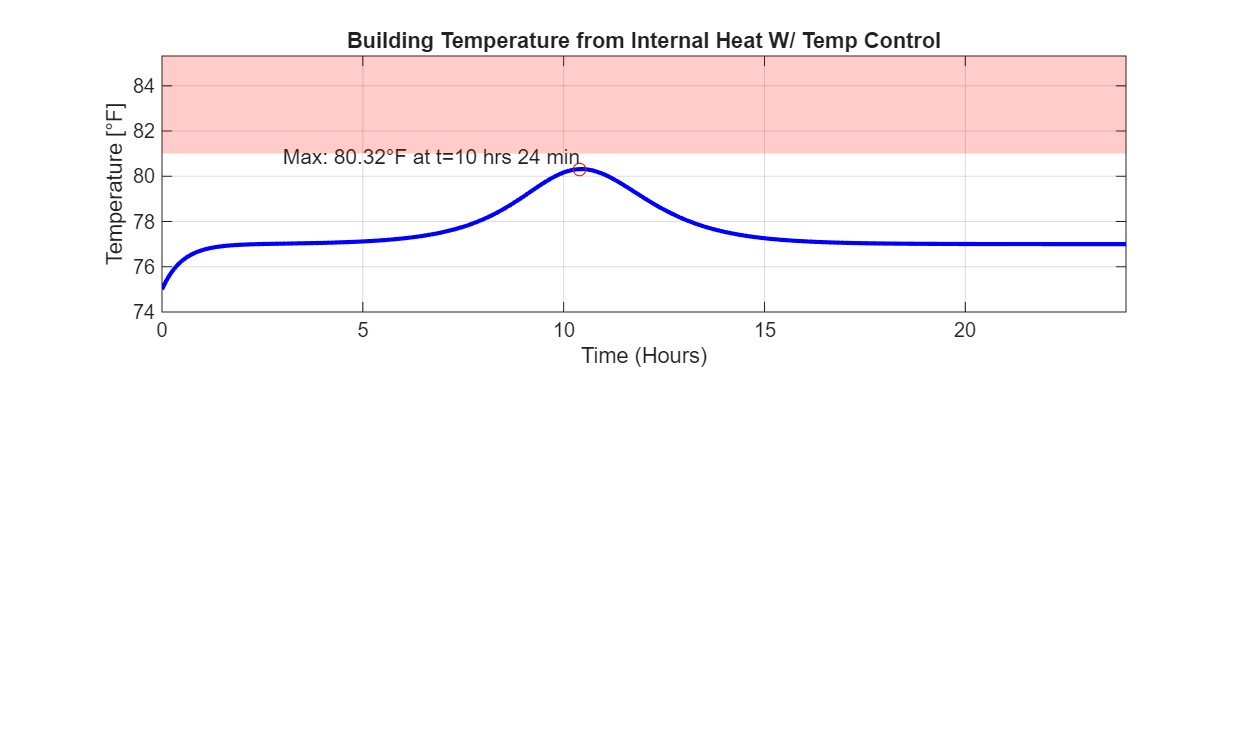 Building Temperature from Internal Heat W/ Temp Control
84
82
80
78
76
74
Temperature [°F]
Max: 80.32°F at t=10 hrs 24 min
0 5 10 15 20
Time (Hours)